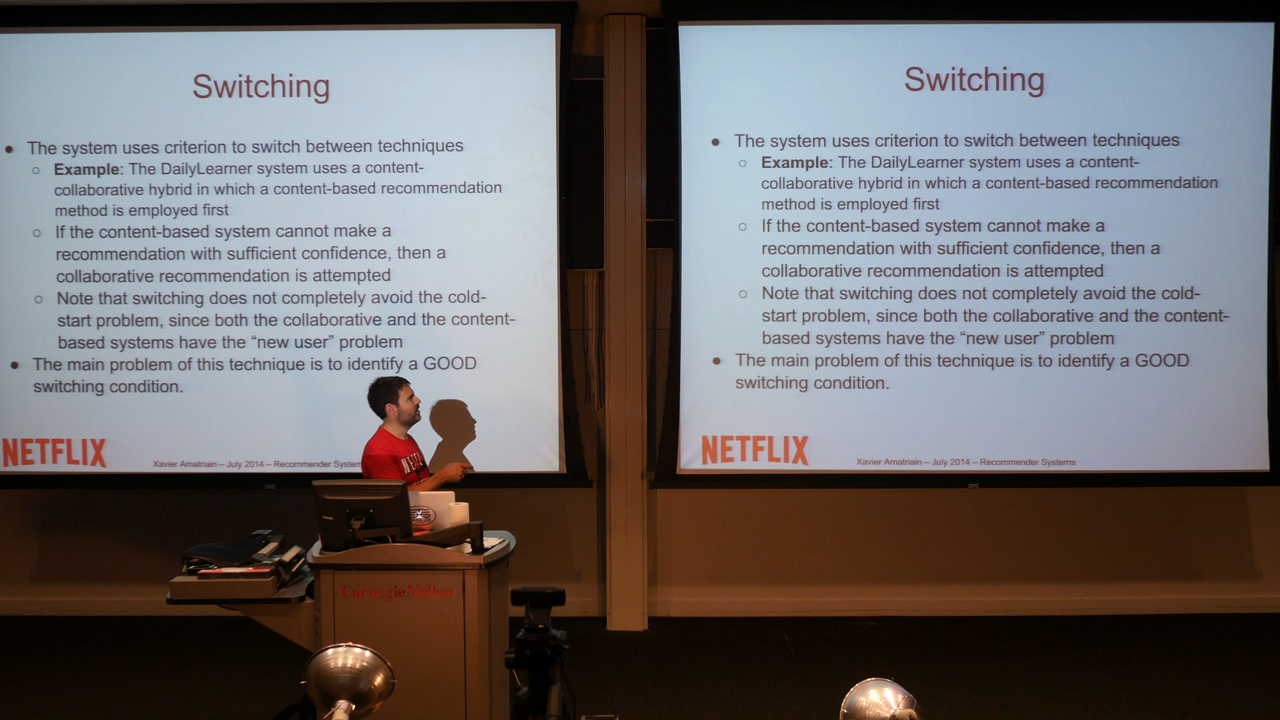 Switching
● The system uses criterion to switch between techniques
○ Example: The DailyLearner system uses a content-
collaborative hybrid in which a content-based recommendation
method is employed first
○ If the content-based system cannot make a
recommendation with sufficient confidence, then a
collaborative recommendation is attempted
○ Note that switching does not completely avoid the cold-
start problem, since both the collaborative and the content-
based systems have the “new user” problem
● The main problem of this technique is to identify a GOOD
switching condition.
NETFLIX
Xavier Amatriain – July 2014 – Recommender System
Switching
● The system uses criterion to switch between techniques
○ Example: The DailyLearner system uses a content-
collaborative hybrid in which a content-based recommendation
method is employed first
○ If the content-based system cannot make a
recommendation with sufficient confidence, then a
collaborative recommendation is attempted
○ Note that switching does not completely avoid the cold-
start problem, since both the collaborative and the content-
based systems have the “new user” problem
● The main problem of this technique is to identify a GOOD
switching condition.
NETFLIX
Xavier Amatriain – July 2014 – Recommender Systems
CarnegieMellon